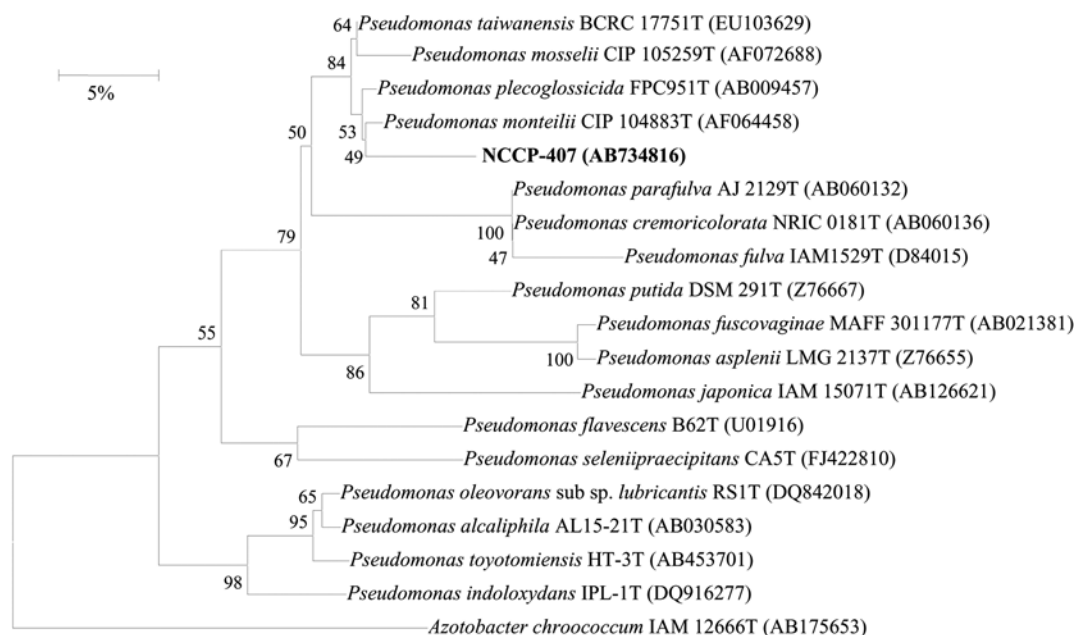 64 Pseudomonas taiwanensis BCRC 17751T (EU103629)
Pseudomonas mosselii CIP 105259T (AF072688)
84
5%
Pseudomonas plecoglossicida FPC951T (AB009457)
50
53
Pseudomonas monteilii CIP 104883T (AF064458)
49
NCCP-407 (AB734816)
Pseudomonas parafulva AJ 2129T (AB060132)
79
100
Pseudomonas cremoricolorata NRIC 0181T (AB060136)
47
Pseudomonas fulva IAM1529T (D84015)
81
Pseudomonas putida DSM 291T (Z76667)
55
Pseudomonas fuscovaginae MAFF 301177T (AB021381)
100
Pseudomonas asplenii LMG 2137T (Z76655)
86
Pseudomonas japonica IAM 15071T (AB126621)
Pseudomonas flavescens B62T (U01916)
67
Pseudomonas seleniipraecipitans CA5T (FJ422810)
65
Pseudomonas oleovorans sub sp. lubricantis RS1T (DQ842018)
95
Pseudomonas alcaliphila AL15-21T (AB030583)
Pseudomonas toyotomiensis HT-3T (AB453701)
98
Pseudomonas indoloxydans IPL-1T (DQ916277)
Azotobacter chroococcum IAM 12666T (AB175653)